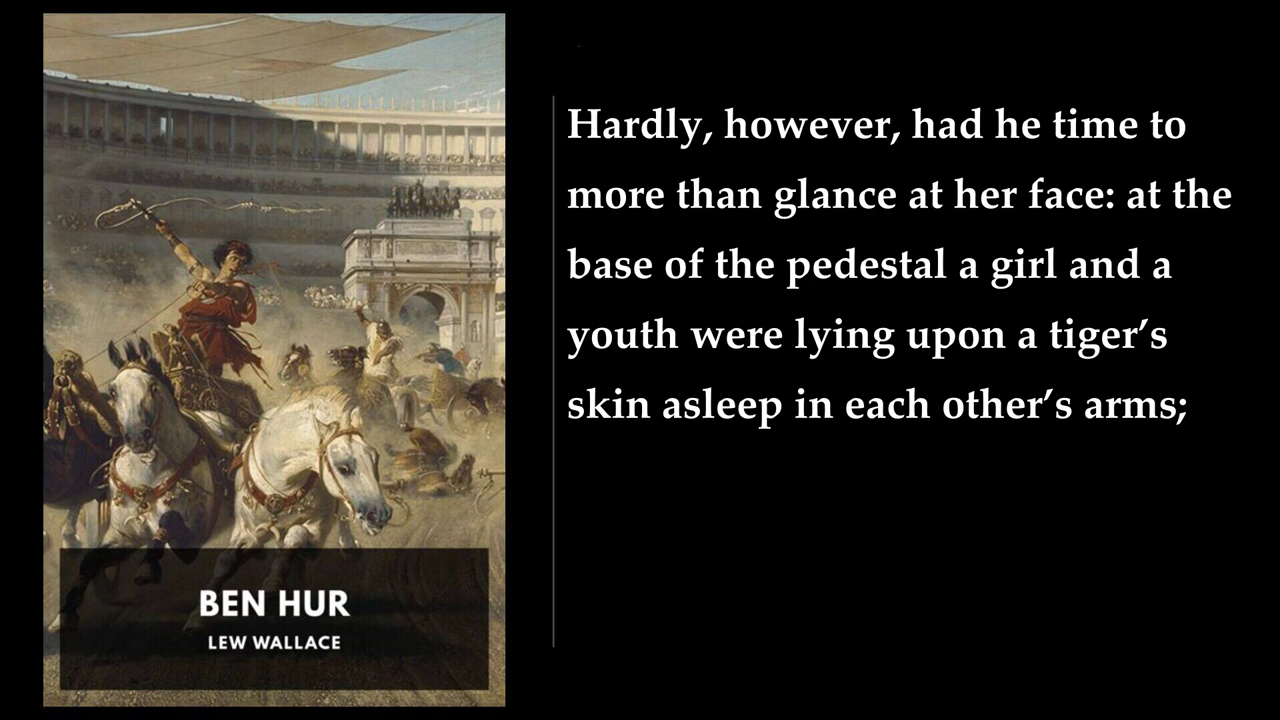 BEN HUR
LEW WALLACE
Hardly, however, had he time to
more than glance at her face: at the
base of the pedestal a girl and a
youth were lying upon a tiger’s
skin asleep in each other’s arms;